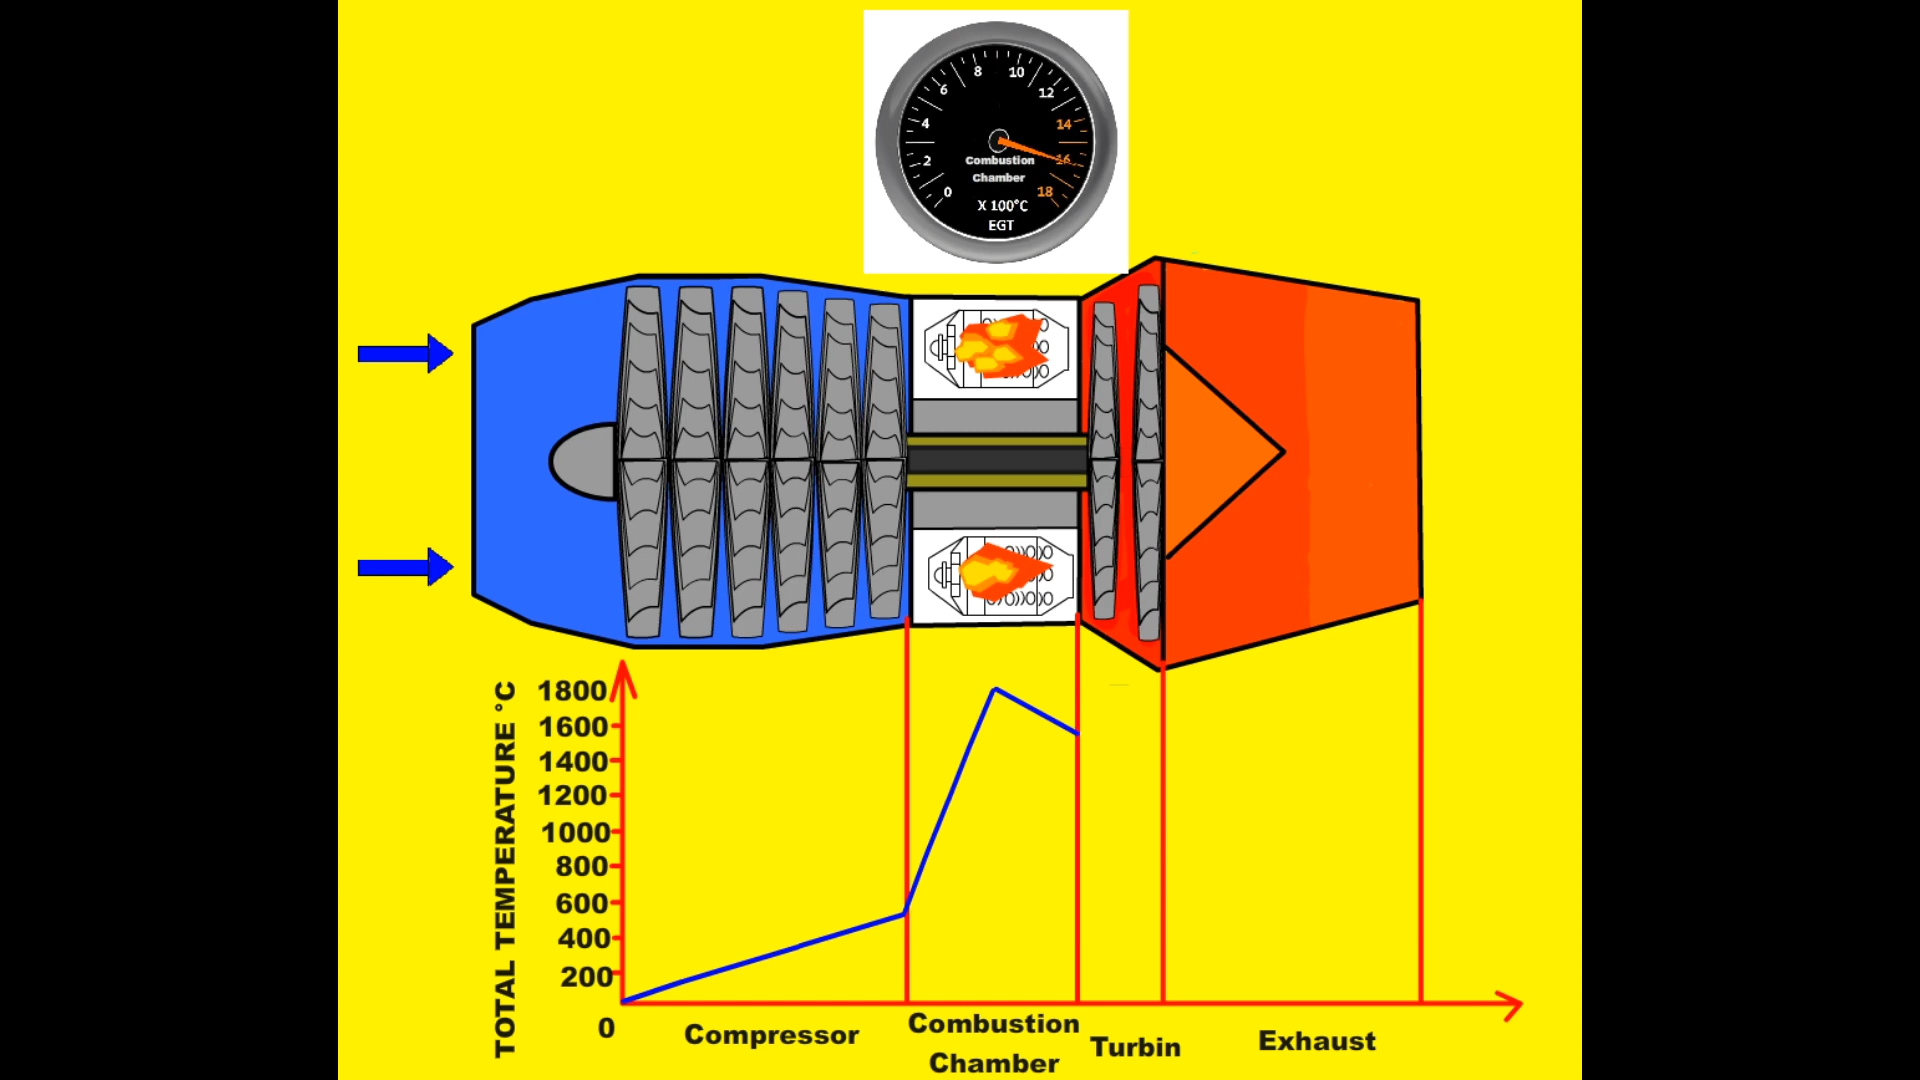 8 10
6 12
4 14
Combustion 16
2
Chamber
0 18
X 100°C
EGT
TOTAL TEMPERATURE °C
1800
1600
1400
1200
1000
800
600
400
200
0
Compressor
Combustion
Chamber
Turbin
Exhaust